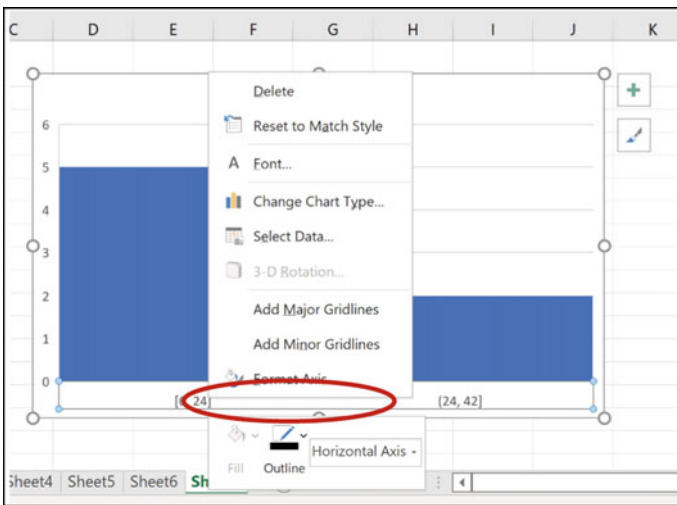 C D E F G H I J K
Delete
Reset to Match Style
6
A Font...
5
Change Chart Type...
4
Select Data...
3
3-D Rotation...
2
Add Major Gridlines
1
Add Minor Gridlines
0
Format Axis
24]
(24, 42]
Horizontal Axis
Fill Outline
Sheet4 Sheet5 Sheet6 Sh